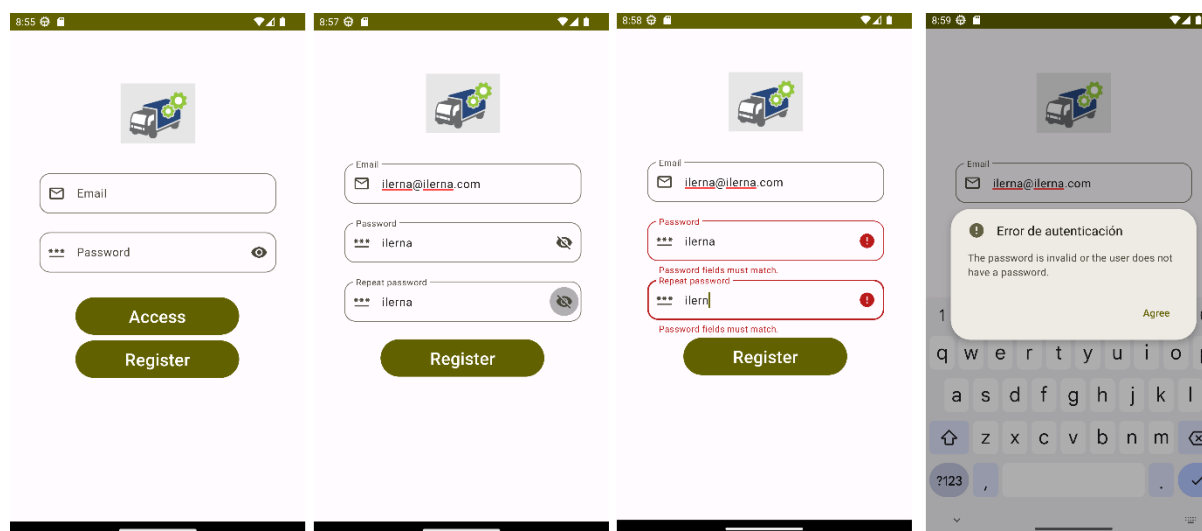 8:55
Email
Password
Access
Register
8:57
Email
ilerna@ilerna.com
Password
*** ilerna
Repeat password
*** ilerna
Register
8:58
Email
ilerna@ilerna.com
Password
*** ilerna
Password fields must match.
Repeat password
*** ilern
Password fields must match.
Register
8:59
Email
ilerna@ilerna.com
Error de autenticación
The password is invalid or the user does not
have a password.
Agree
1
q w e r t y u i o p
a s d f g h j k l
z x c v b n m
?123 , .